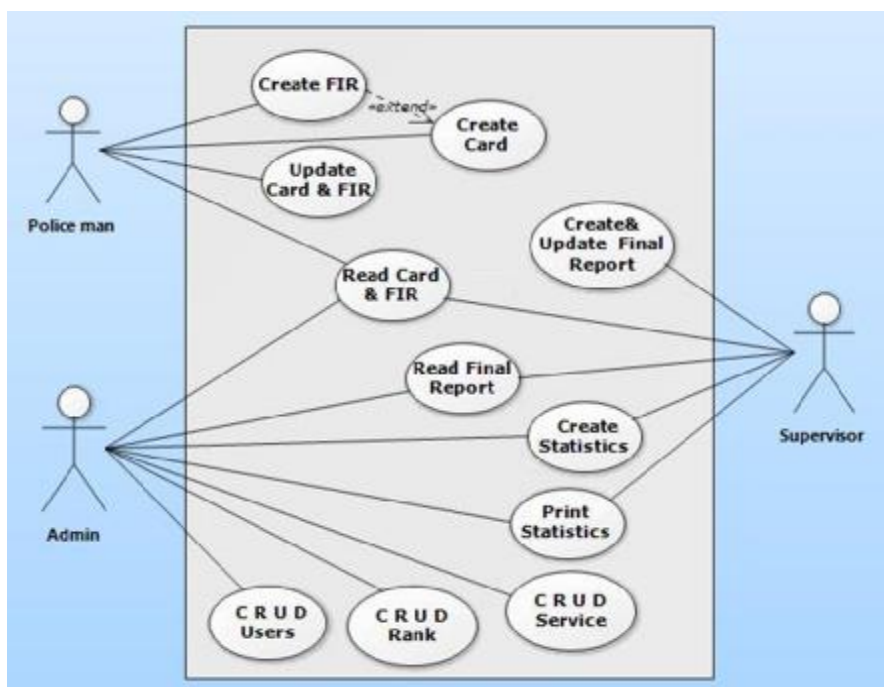 Create FIR
«extend»
Create
Card
Update
Card & FIR
Police man
Create&
Update Final
Report
Read Card
& FIR
Read Final
Report
Create
Statistics
Supervisor
Print
Statistics
Admin
C R U D
Users
C R U D
Rank
C R U D
Service